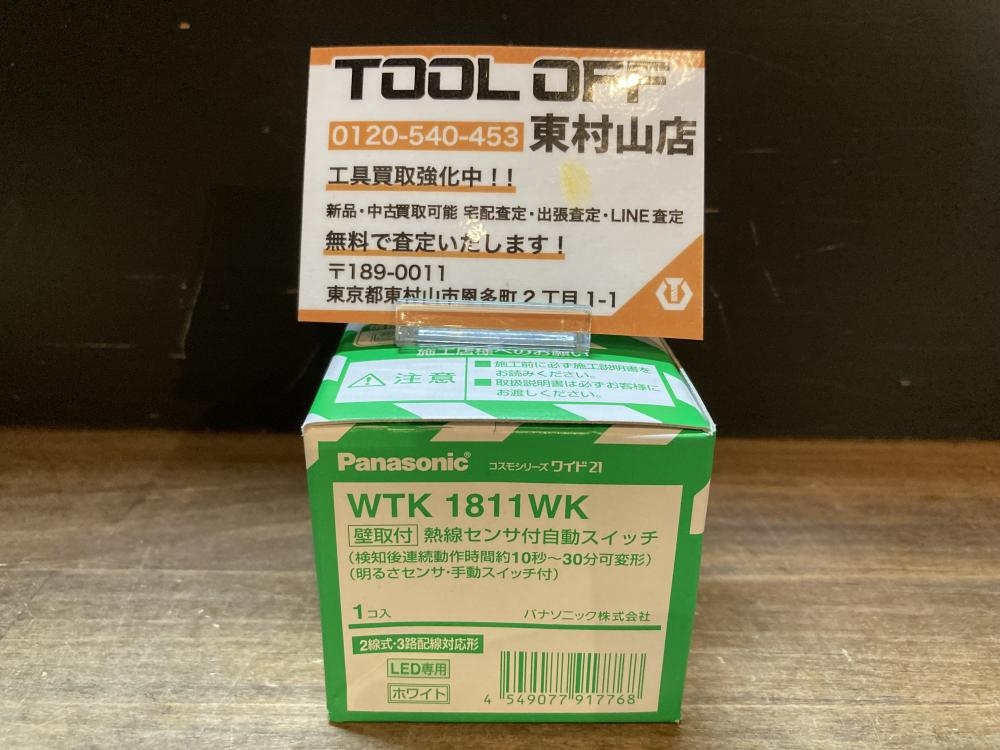 TOOL OFF
0120-540-453 東村山店
工具買取強化中！！
新品・中古買取可能 宅配査定・出張査定・LINE査定
無料で査定いたします！
〒189-0011
東京都東村山市恩多町2丁目1-1
施工店様へのお願い
注意
■施工前に必ず施工説明書を
お読みください。
■取扱説明書は必ずお客様に
お渡しください。
Panasonic コスモシリーズ ワイド21
WTK 1811WK
壁取付 熱線センサ付自動スイッチ
(検知後連続動作時間約10秒～30分可変形)
(明るさセンサ・手動スイッチ付)
1コ入 パナソニック株式会社
2線式・3路配線対応形
LED専用
ホワイト
4 549077 917768